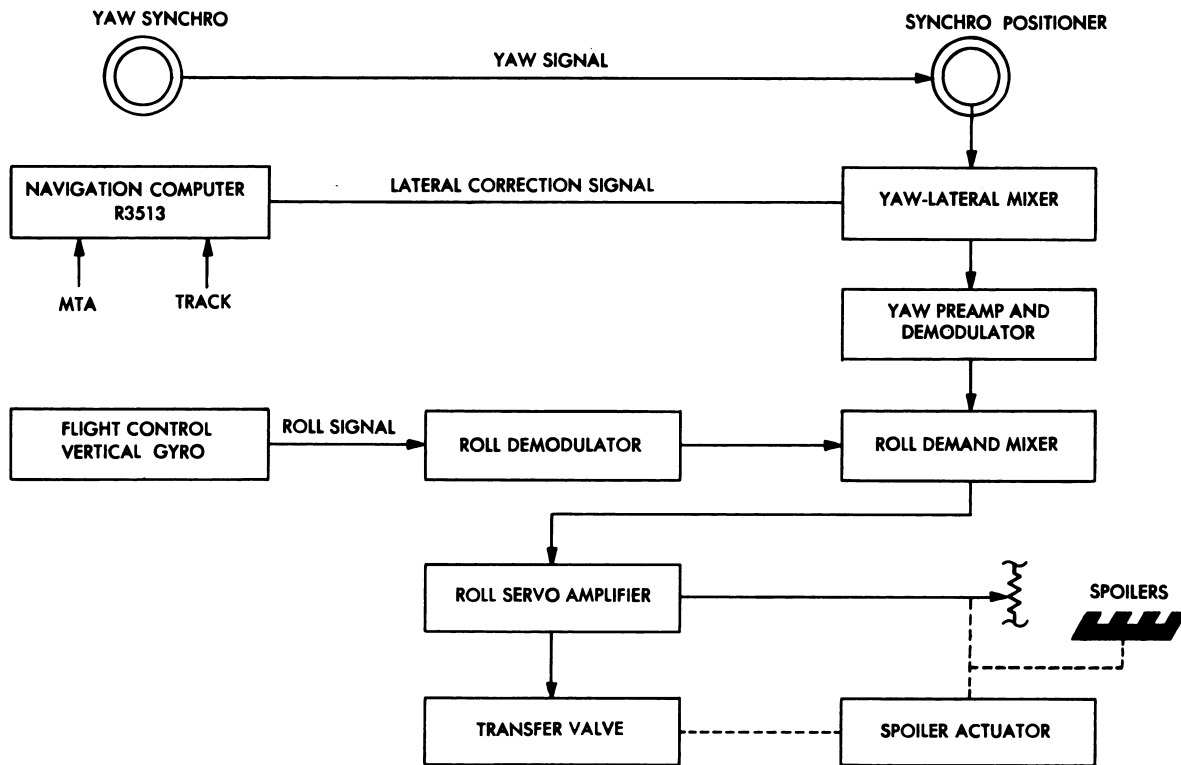 YAW SYNCHRO
SYNCHRO POSITIONER
YAW SIGNAL
NAVIGATION COMPUTER
R3513
LATERAL CORRECTION SIGNAL
YAW-LATERAL MIXER
MTA
TRACK
YAW PREAMP AND
DEMODULATOR
FLIGHT CONTROL
VERTICAL GYRO
ROLL SIGNAL
ROLL DEMODULATOR
ROLL DEMAND MIXER
ROLL SERVO AMPLIFIER
SPOILERS
TRANSFER VALVE
SPOILER ACTUATOR